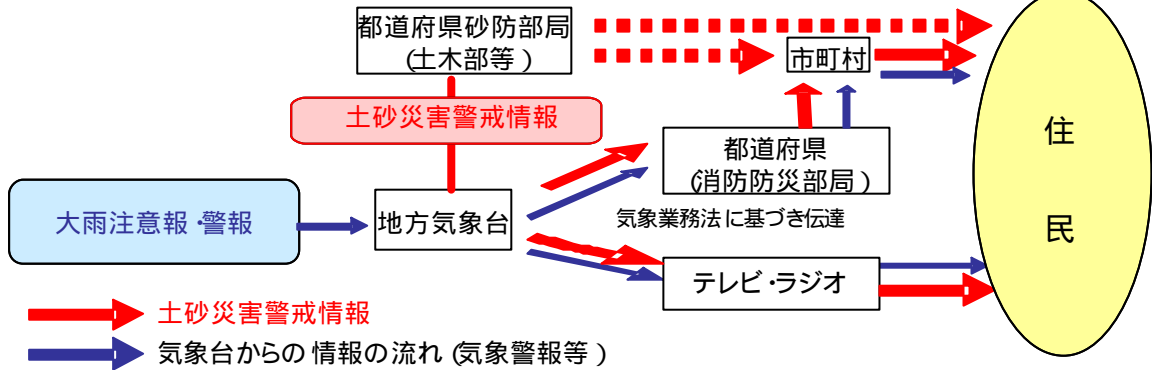 都道府県砂防部局
(土木部等)
市町村
土砂災害警戒情報
都道府県
(消防防災部局)
住
民
大雨注意報・警報
地方気象台
気象業務法に基づき伝達
テレビ・ラジオ
土砂災害警戒情報
気象台からの情報の流れ(気象警報等)